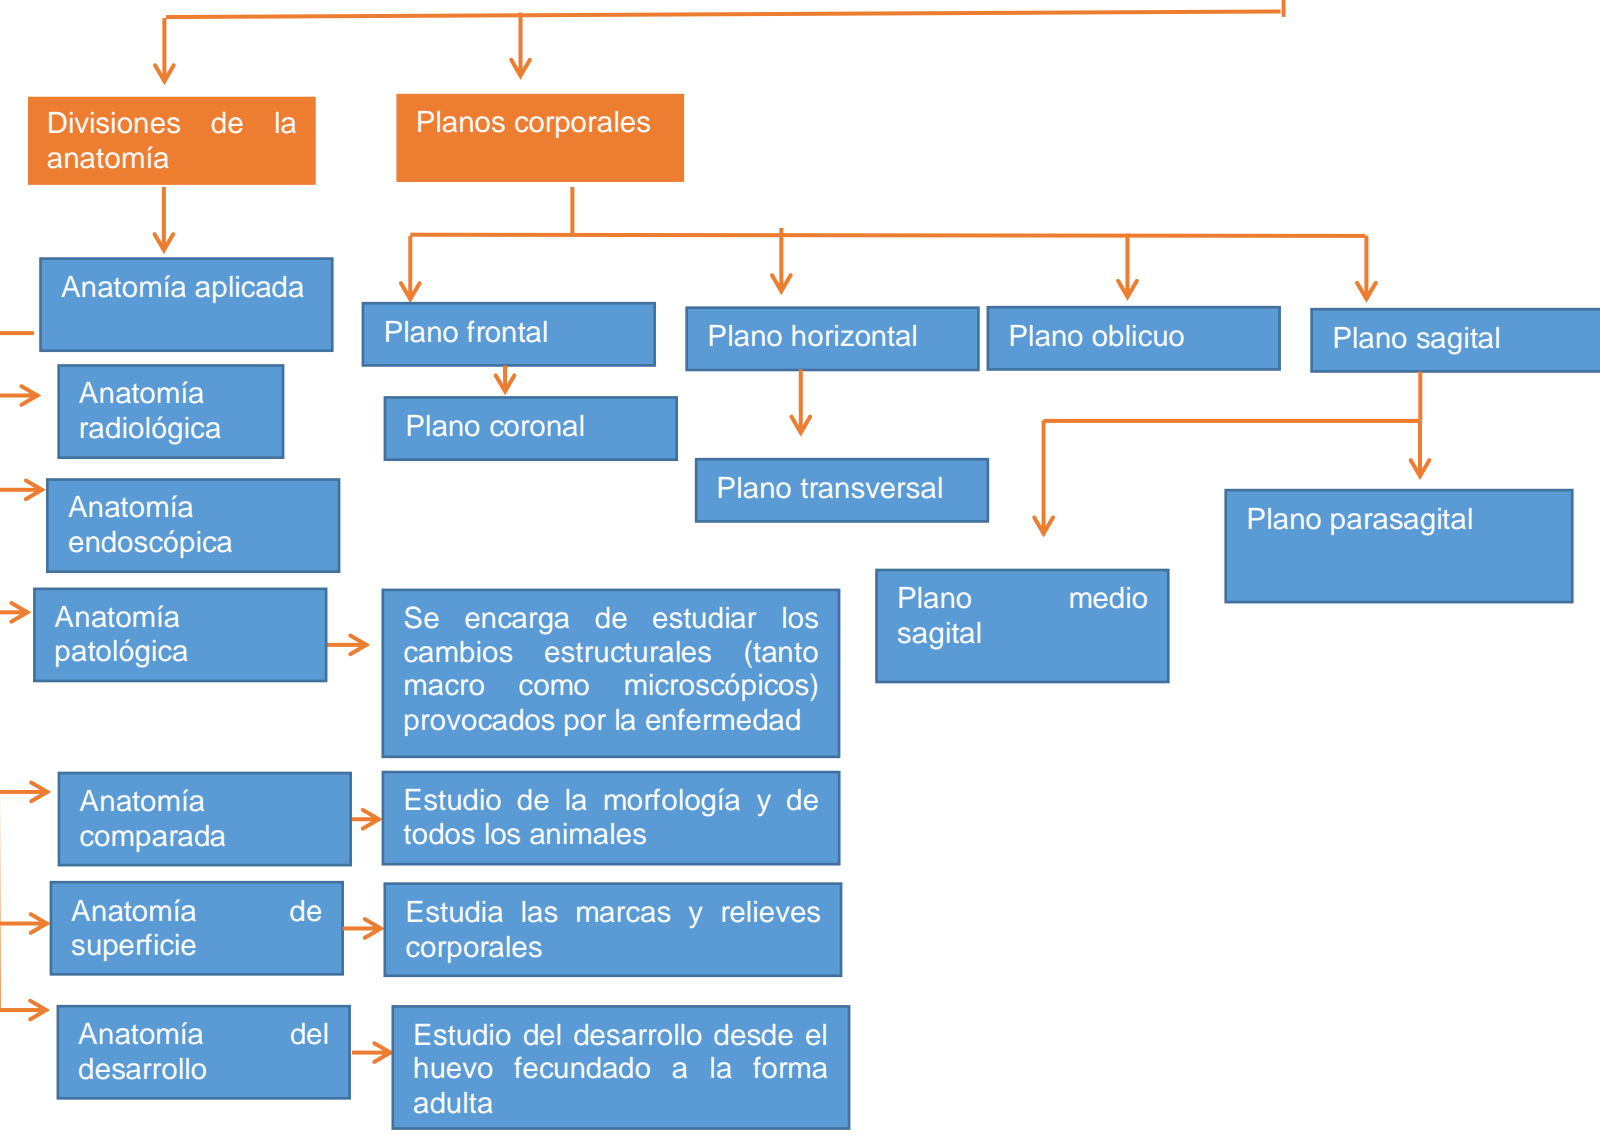 Divisiones de la
anatomía
Planos corporales
Anatomía aplicada
Plano frontal
Plano horizontal
Plano oblicuo
Plano sagital
Anatomía
radiológica
Plano coronal
Plano transversal
Plano parasagital
Anatomía
endoscópica
Plano medio
sagital
Anatomía
patológica
Se encarga de estudiar los
cambios estructurales (tanto
macro como microscópicos)
provocados por la enfermedad
Anatomía
comparada
Estudio de la morfología y de
todos los animales
Anatomía de
superficie
Estudia las marcas y relieves
corporales
Anatomía del
desarrollo
Estudio del desarrollo desde el
huevo fecundado a la forma
adulta